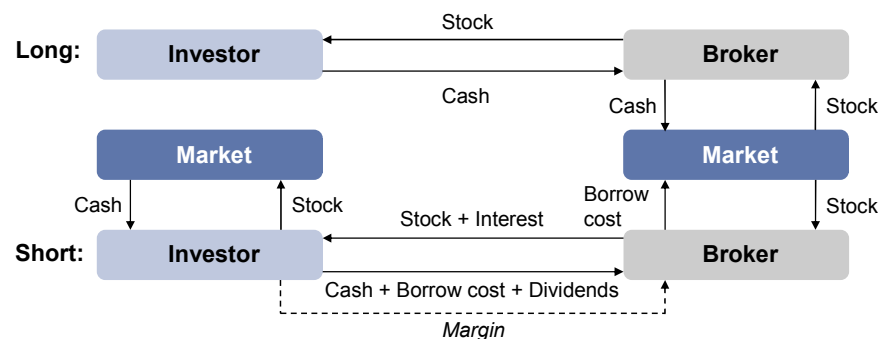 Stock
Long:
Investor
Broker
Cash
Cash
Stock
Market
Market
Cash
Stock
Stock + Interest
Borrow
cost
Stock
Short:
Investor
Broker
Cash + Borrow cost + Dividends
Margin